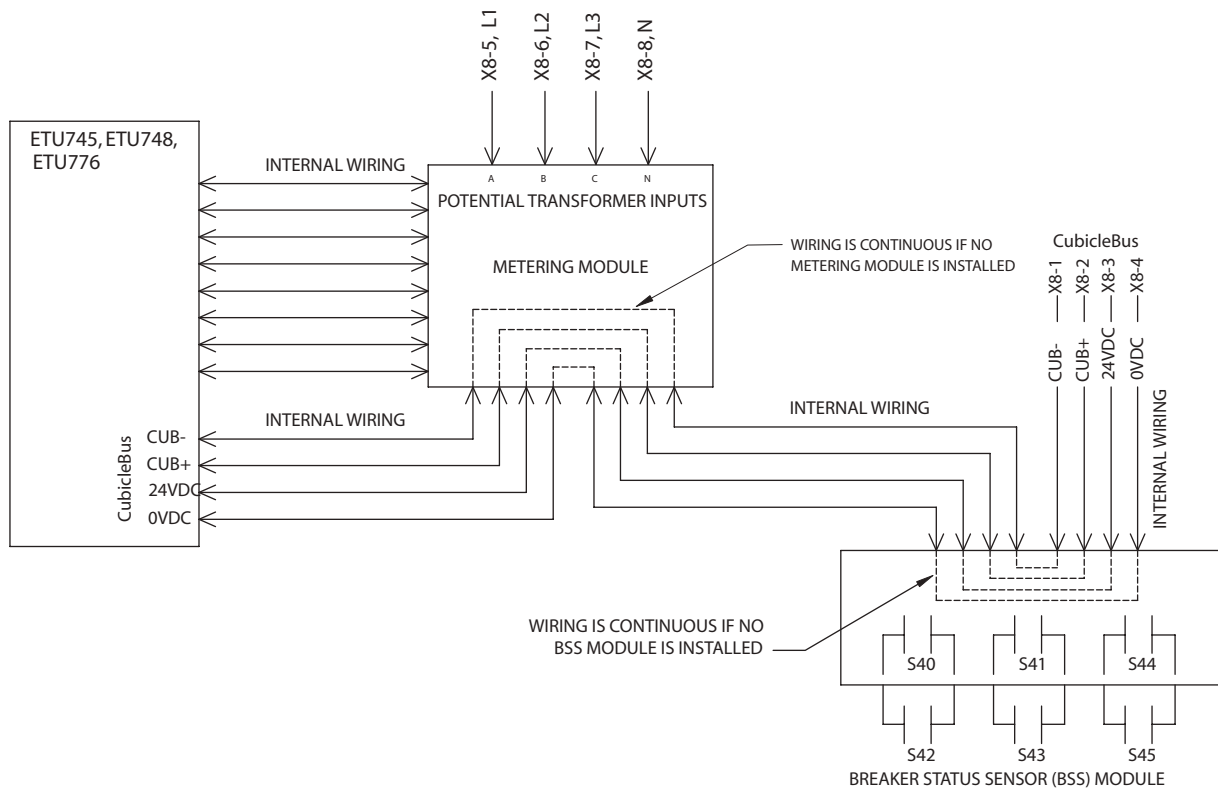 X8-5, L1
X8-6, L2
X8-7, L3
X8-8, N
ETU745, ETU748,
ETU776
INTERNAL WIRING
A
B
C
N
POTENTIAL TRANSFORMER INPUTS
METERING MODULE
WIRING IS CONTINUOUS IF NO
METERING MODULE IS INSTALLED
CubicleBus
X8-1
X8-2
X8-3
X8-4
CUB-
CUB+
24VDC
0VDC
INTERNAL WIRING
INTERNAL WIRING
INTERNAL WIRING
CubicleBus
CUB-
CUB+
24VDC
0VDC
WIRING IS CONTINUOUS IF NO
BSS MODULE IS INSTALLED
S40
S41
S44
S42
S43
S45
BREAKER STATUS SENSOR (BSS) MODULE